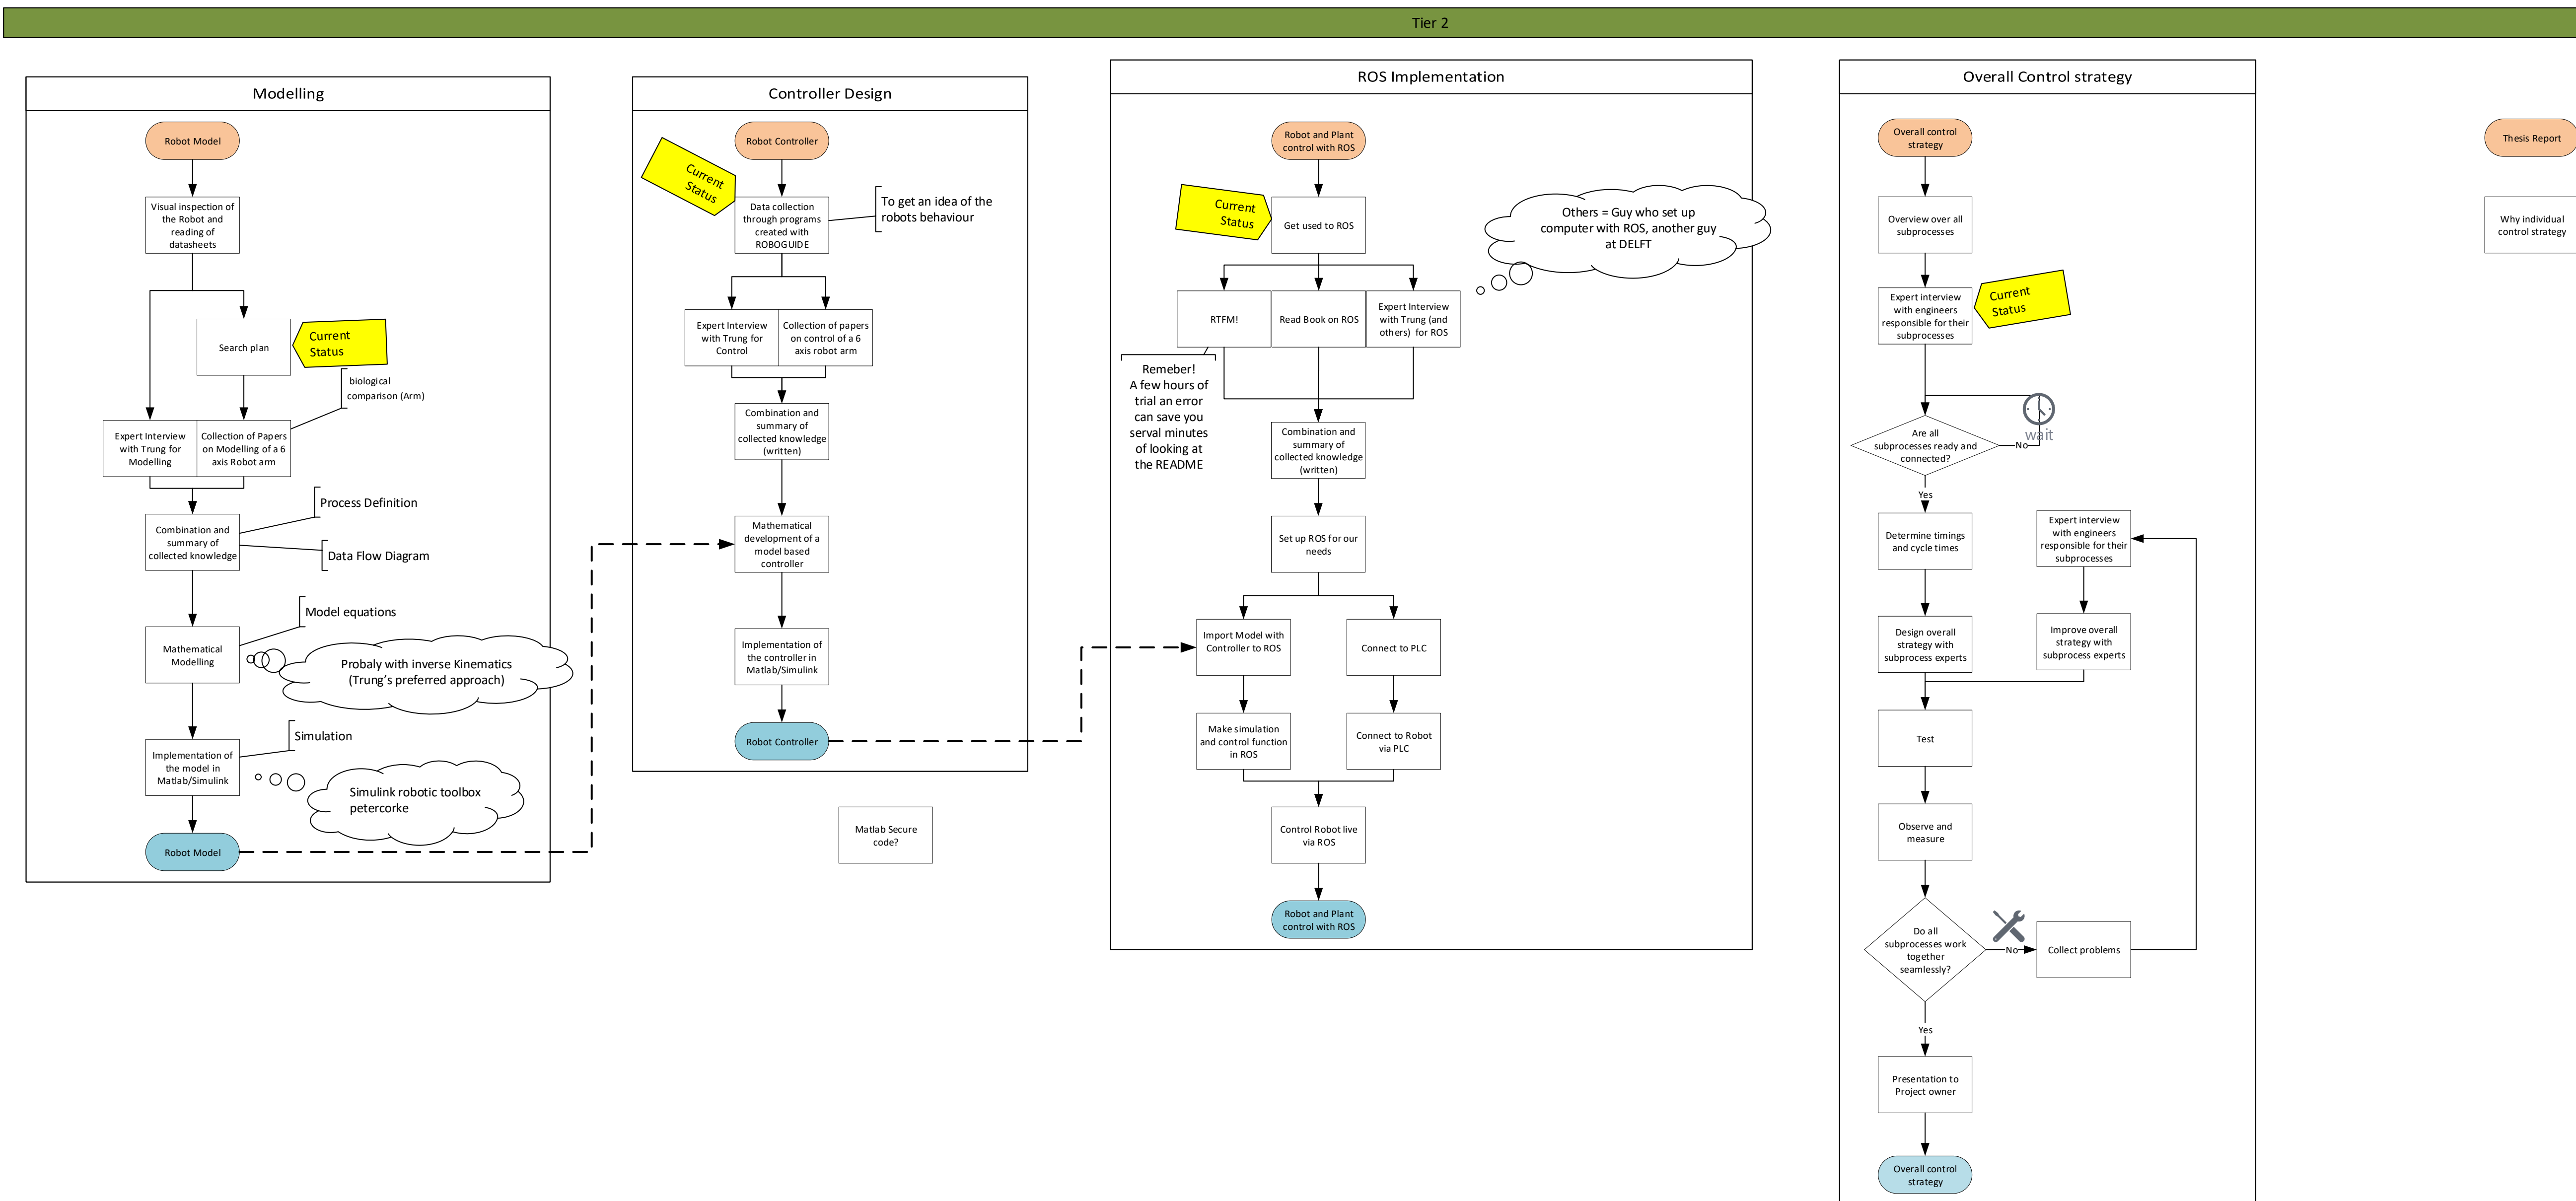 Tier 2
Modelling
Robot Model
Visual inspection of
the Robot and
reading of
datasheets
Search plan
Current
Status
biological
comparison (Arm)
Expert Interview
with Trung for
Modelling
Collection of Papers
on Modelling of a 6
axis Robot arm
Process Definition
Combination and
summary of
collected knowledge
Data Flow Diagram
Model equations
Mathematical
Modelling
Probaly with inverse Kinematics
(Trung's preferred approach)
Simulation
Implementation of
the model in
Matlab/Simulink
Simulink robotic toolbox
petercorke
Robot Model
Controller Design
Robot Controller
Current
Status
Data collection
through programs
created with
ROBOGUIDE
To get an idea of the
robots behaviour
Expert Interview
with Trung for
Control
Collection of papers
on control of a 6
axis robot arm
Combination and
summary of
collected knowledge
(written)
Mathematical
development of a
model based
controller
Implementation of
the controller in
Matlab/Simulink
Robot Controller
Matlab Secure
code?
ROS Implementation
Robot and Plant
control with ROS
Current
Status
Get used to ROS
Others = Guy who set up
computer with ROS, another guy
at DELFT
RTFM!
Read Book on ROS
Expert Interview
with Trung (and
others) for ROS
Remeber!
A few hours of
trial an error
can save you
serval minutes
of looking at
the README
Combination and
summary of
collected knowledge
(written)
Set up ROS for our
needs
Import Model with
Controller to ROS
Connect to PLC
Make simulation
and control function
in ROS
Connect to Robot
via PLC
Control Robot live
via ROS
Robot and Plant
control with ROS
Overall Control strategy
Overall control
strategy
Overview over all
subprocesses
Expert interview
with engineers
responsible for their
subprocesses
Current
Status
Are all
subprocesses ready and
connected?
No
wait
Yes
Determine timings
and cycle times
Expert interview
with engineers
responsible for their
subprocesses
Design overall
strategy with
subprocess experts
Improve overall
strategy with
subprocess experts
Test
Observe and
measure
Do all
subprocesses work
together
seamlessly?
No
Collect problems
Yes
Presentation to
Project owner
Overall control
strategy
Thesis Report
Why individual
control strategy